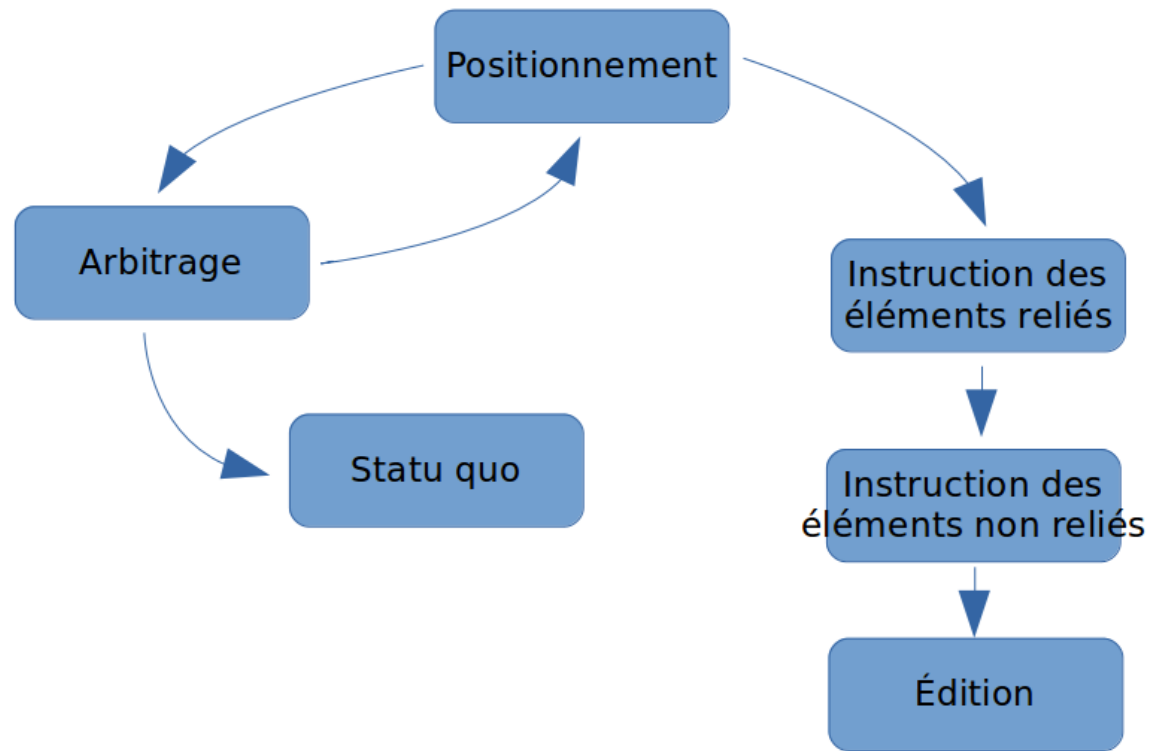 Positionnement
Arbitrage
Instruction des
éléments reliés
Statu quo
Instruction des
éléments non reliés
Édition